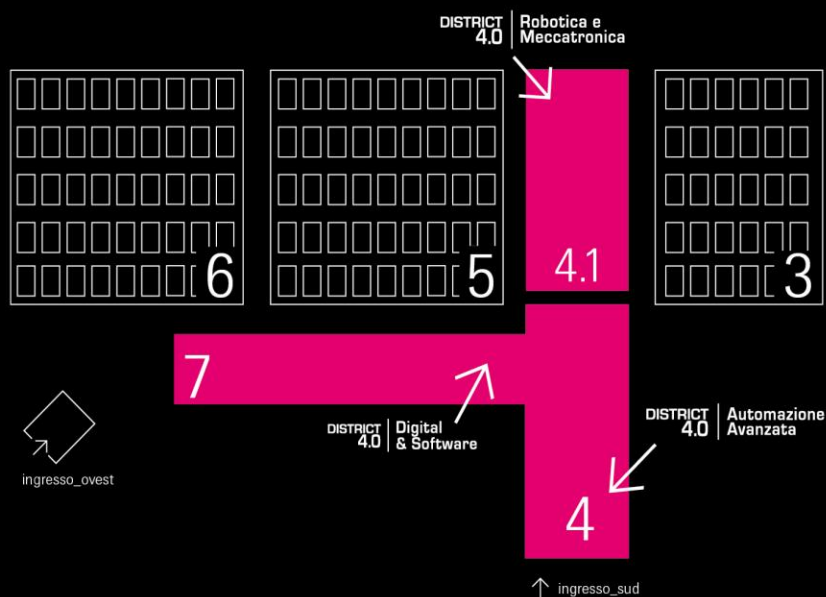 DISTRICT
4.0
Robotica e
Meccatronica
6
5
4.1
3
7
DISTRICT
4.0
Digital
& Software
DISTRICT
4.0
Automazione
Avanzata
ingresso_ovest
4
ingresso_sud